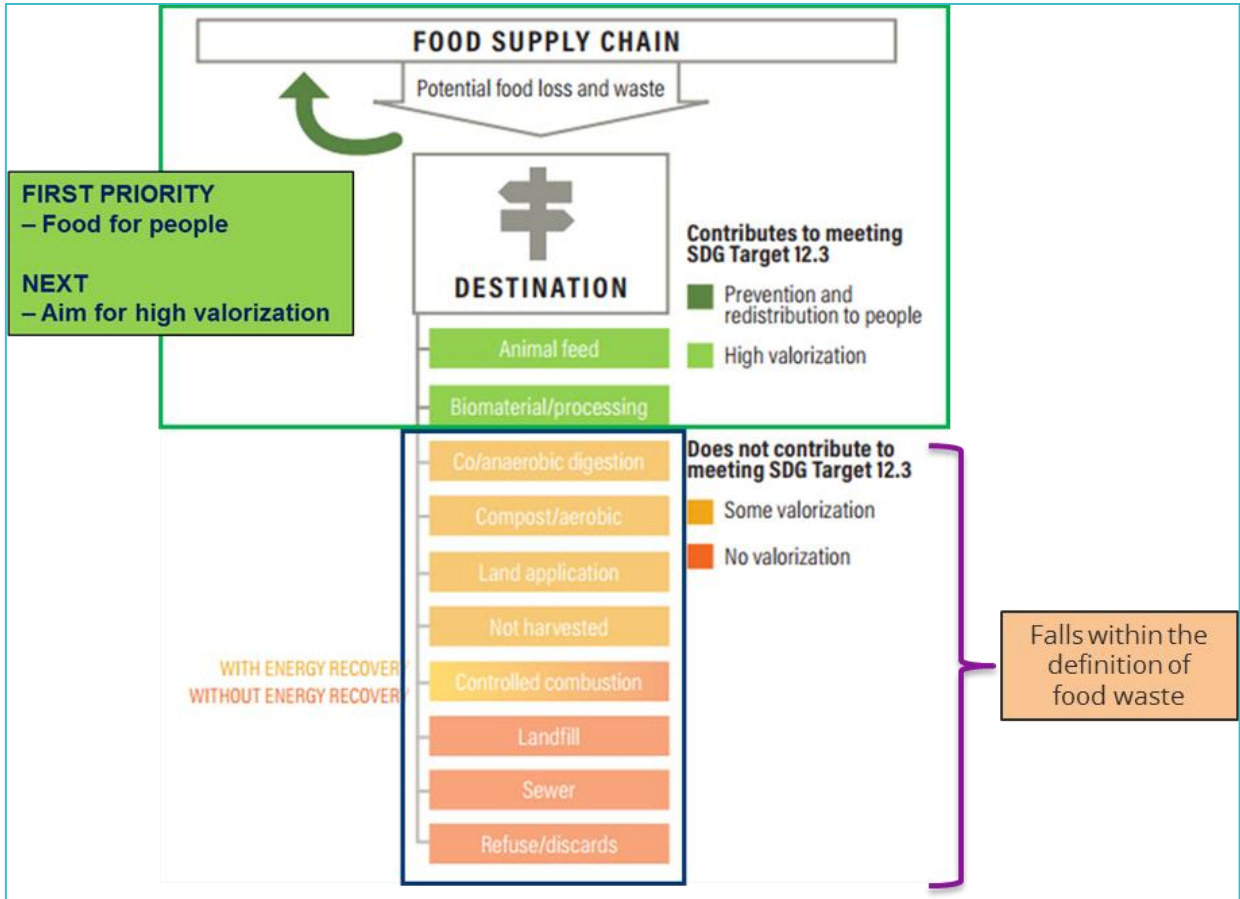 FOOD SUPPLY CHAIN
Potential food loss and waste
FIRST PRIORITY
– Food for people
NEXT
– Aim for high valorization
DESTINATION
Contributes to meeting
SDG Target 12.3
Prevention and
redistribution to people
High valorization
Animal feed
Biomaterial/processing
Co/anaerobic digestion
Compost/aerobic
Land application
Not harvested
WITH ENERGY RECOVERY
WITHOUT ENERGY RECOVERY
Controlled combustion
Landfill
Sewer
Refuse/discards
Does not contribute to
meeting SDG Target 12.3
Some valorization
No valorization
Falls within the
definition of
food waste